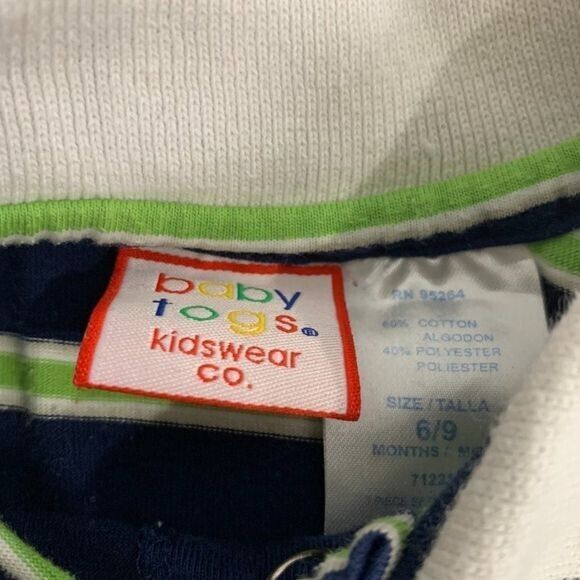 baby
togs®
kidswear
co.
RN 95264
60% COTTON
ALGODON
40% POLYESTER
POLIESTER
SIZE / TALLA
6/9
MONTHS /